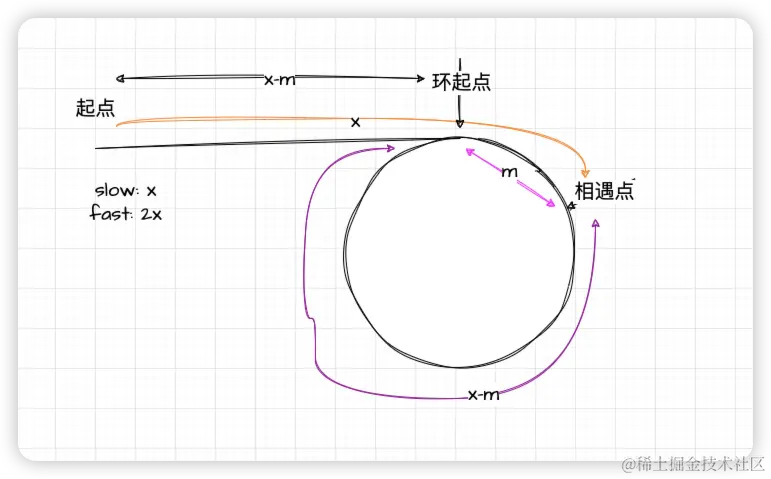 x-m
环起点
起点
x
m
slow: x
fast: 2x
相遇点
x-m
@稀土掘金技术社区